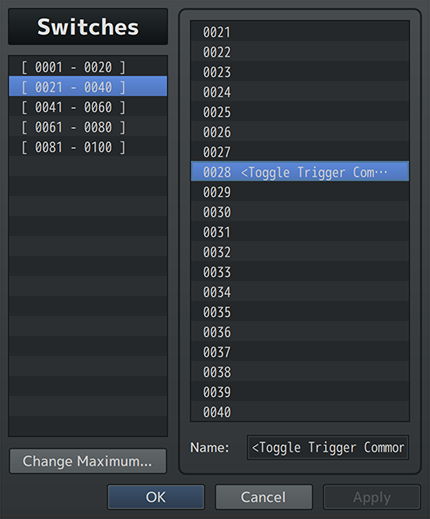 Switches
[ 0001 - 0020 ]
[ 0021 - 0040 ]
[ 0041 - 0060 ]
[ 0061 - 0080 ]
[ 0081 - 0100 ]
Change Maximum...
0021
0022
0023
0024
0025
0026
0027
0028 <Toggle Trigger Com…
0029
0030
0031
0032
0033
0034
0035
0036
0037
0038
0039
0040
Name: <Toggle Trigger Common
OK Cancel Apply